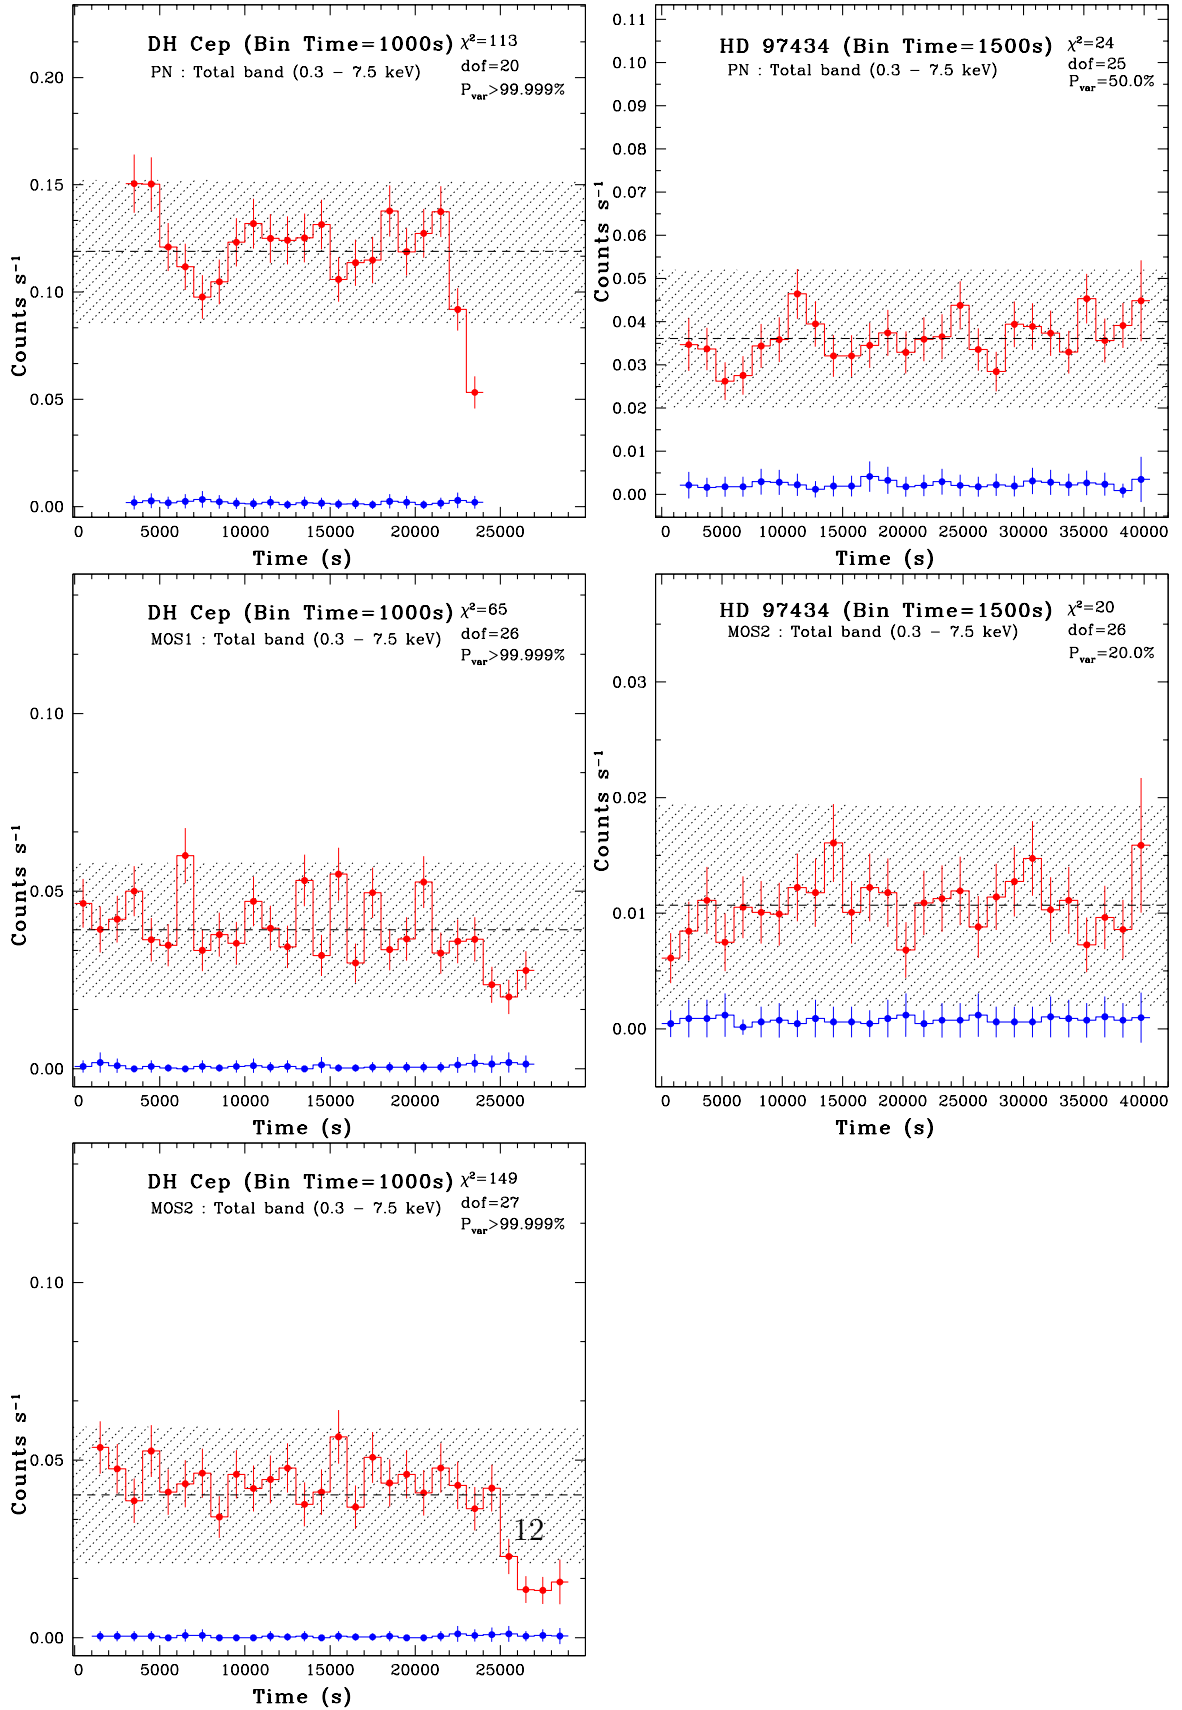 DH Cep (Bin Time=1000s) χ²=113
PN : Total band (0.3 – 7.5 keV)
dof=20
Pvar>99.999%
0.20
0.15
0.10
0.05
0.00
Counts s⁻¹
0 5000 10000 15000 20000 25000
Time (s)
HD 97434 (Bin Time=1500s) χ²=24
PN : Total band (0.3 – 7.5 keV)
dof=25
Pvar=50.0%
0.11
0.10
0.09
0.08
0.07
0.06
0.05
0.04
0.03
0.02
0.01
0.00
Counts s⁻¹
0 5000 10000 15000 20000 25000 30000 35000 40000
Time (s)
DH Cep (Bin Time=1000s) χ²=65
MOS1 : Total band (0.3 – 7.5 keV)
dof=26
Pvar>99.999%
0.10
0.05
0.00
Counts s⁻¹
0 5000 10000 15000 20000 25000
Time (s)
HD 97434 (Bin Time=1500s) χ²=20
MOS2 : Total band (0.3 – 7.5 keV)
dof=26
Pvar=20.0%
0.03
0.02
0.01
0.00
Counts s⁻¹
0 5000 10000 15000 20000 25000 30000 35000 40000
Time (s)
DH Cep (Bin Time=1000s) χ²=149
MOS2 : Total band (0.3 – 7.5 keV)
dof=27
Pvar>99.999%
0.10
0.05
0.00
Counts s⁻¹
12
0 5000 10000 15000 20000 25000
Time (s)